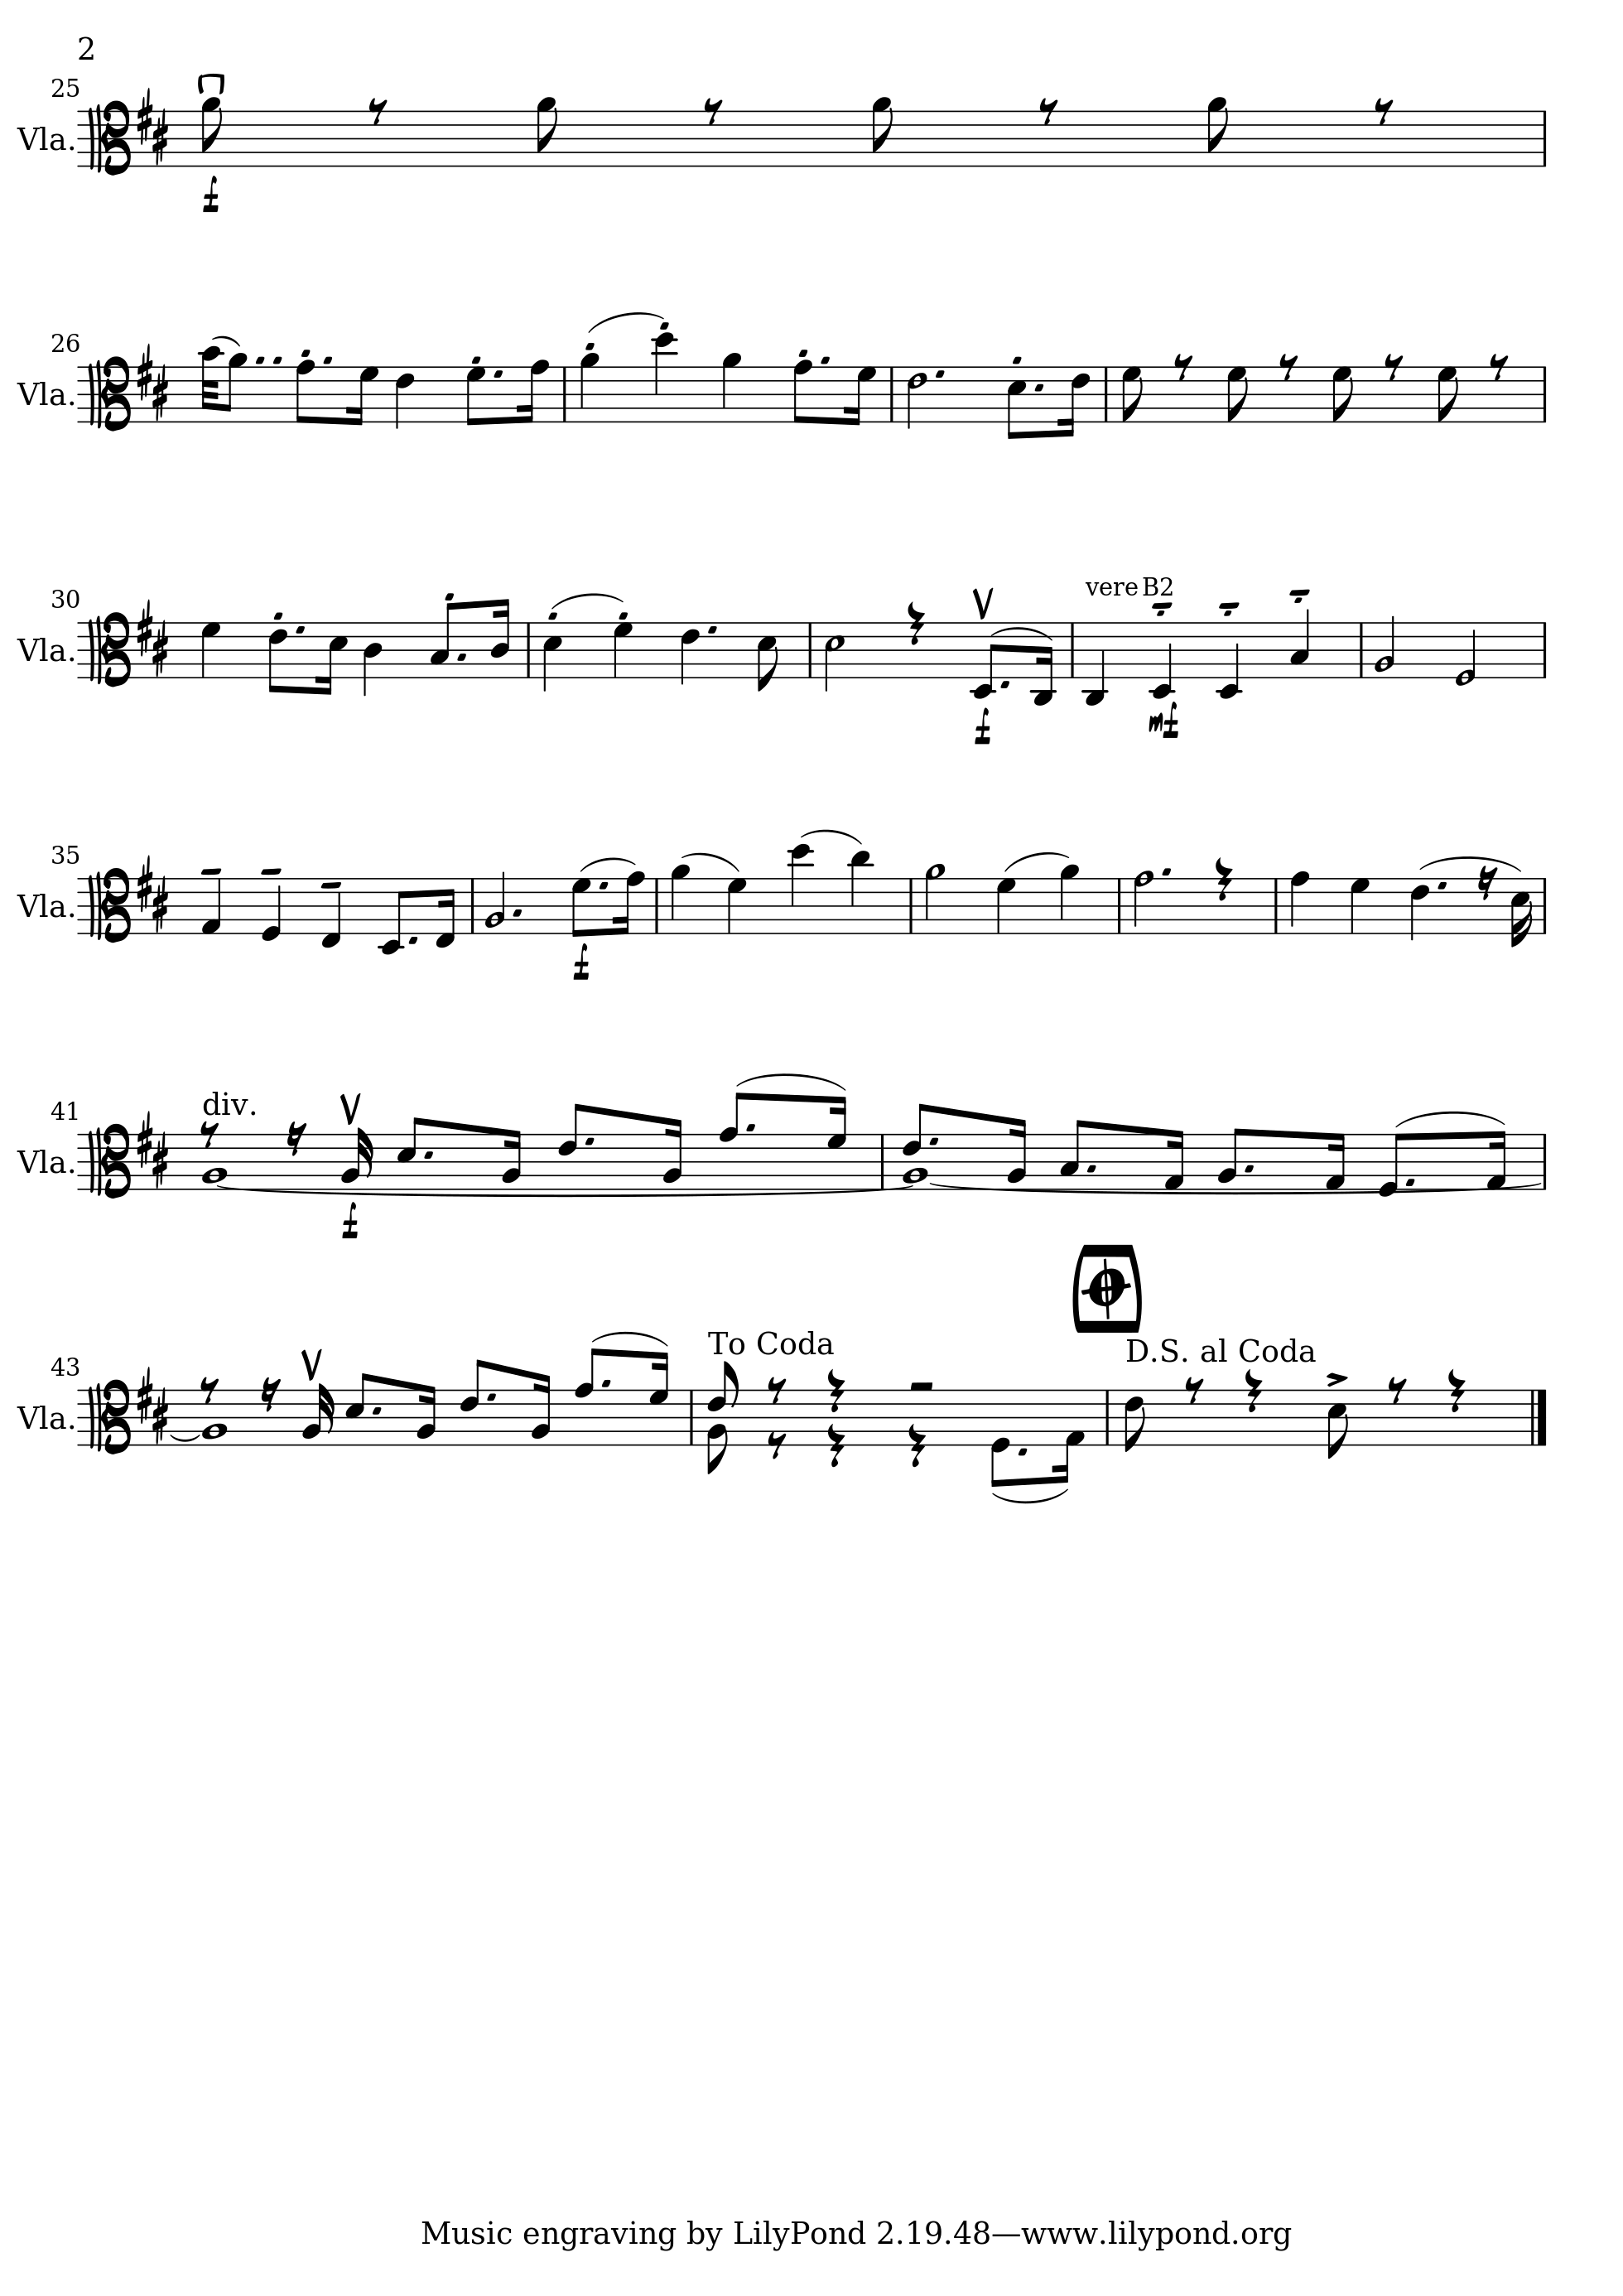 2
25
Vla.
f
26
Vla.
30
vere B2
Vla.
f
mf
35
Vla.
f
41
div.
Vla.
f
43
To Coda
D.S. al Coda
Vla.
Music engraving by LilyPond 2.19.48—www.lilypond.org